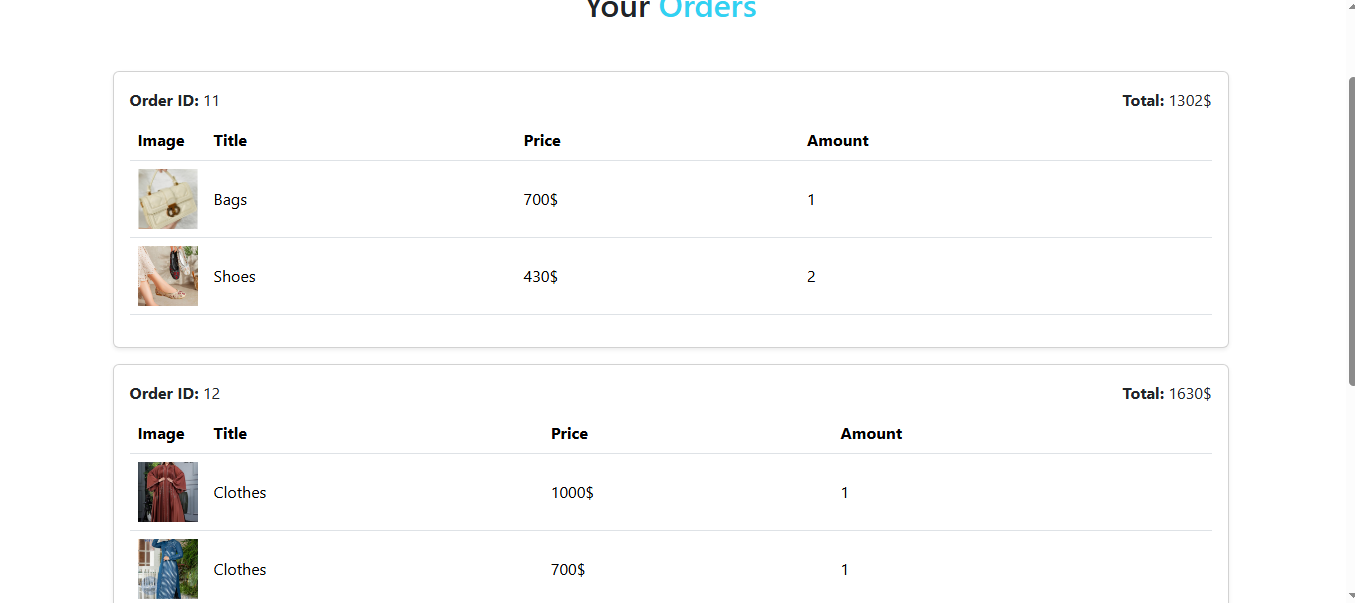 Your Orders
Order ID: 11 Total: 1302$
Image Title Price Amount
Bags 700$ 1
Shoes 430$ 2
Order ID: 12 Total: 1630$
Image Title Price Amount
Clothes 1000$ 1
Clothes 700$ 1